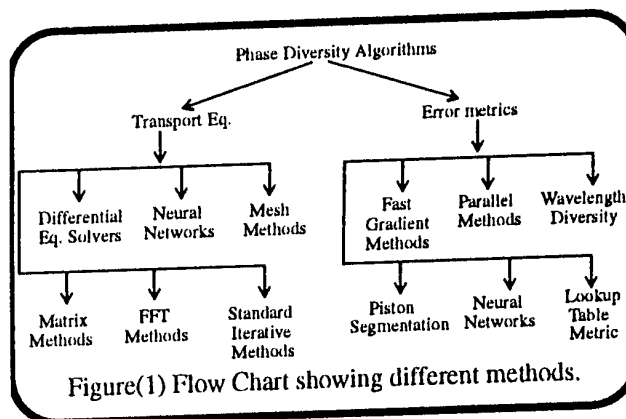 Phase Diversity Algorithms
Transport Eq.
Error metrics
Differential
Eq. Solvers
Neural
Networks
Mesh
Methods
Matrix
Methods
FFT
Methods
Standard
Iterative
Methods
Fast
Gradient
Methods
Parallel
Methods
Wavelength
Diversity
Piston
Segmentation
Neural
Networks
Lookup
Table
Metric
Figure(1) Flow Chart showing different methods.